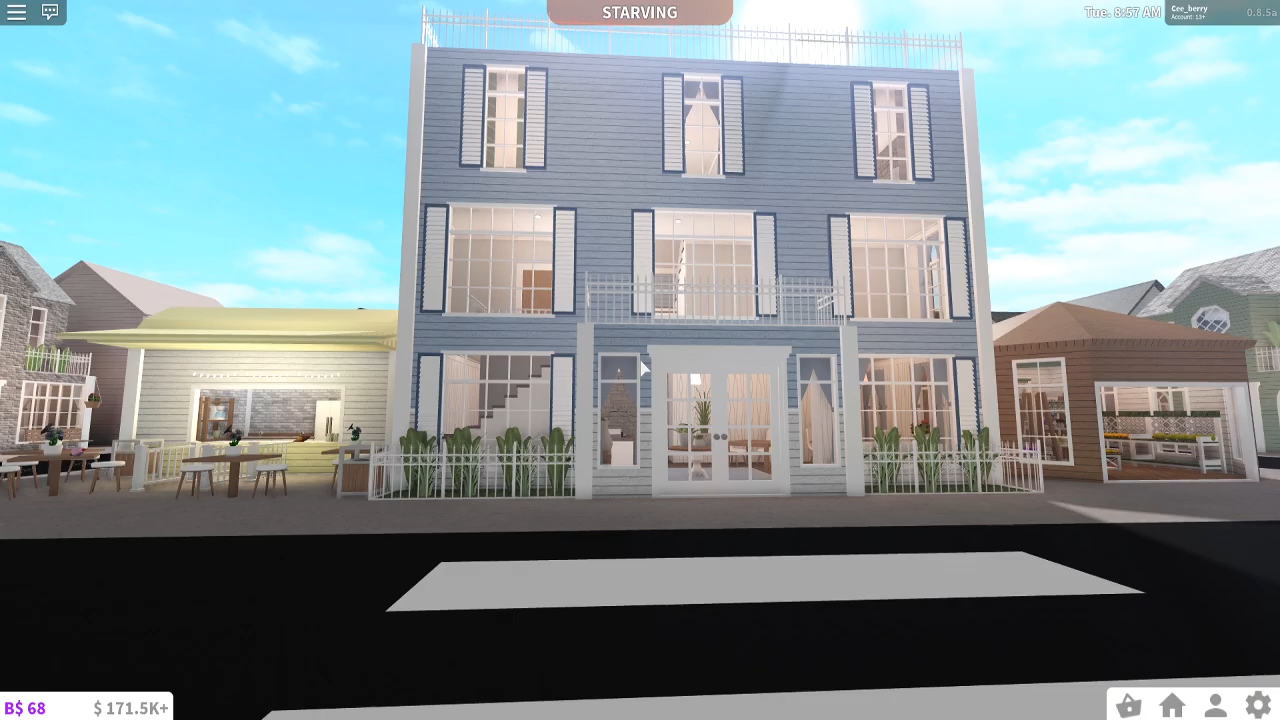 STARVING
Tue. 8:57 AM
Cee_berry
Account: 13+
0.8.5a
B$ 68
$ 171.5K+